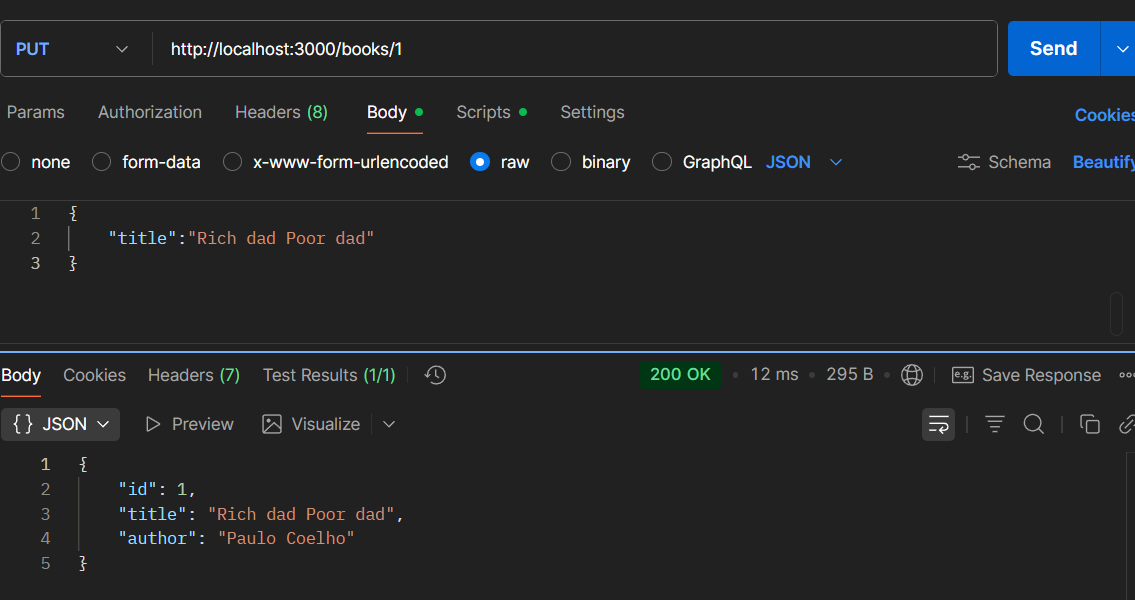 PUT http://localhost:3000/books/1 Send
Params Authorization Headers (8) Body Scripts Settings Cookies
none form-data x-www-form-urlencoded raw binary GraphQL JSON Schema Beautify
1 {
2 "title":"Rich dad Poor dad"
3 }
Body Cookies Headers (7) Test Results (1/1) 200 OK 12 ms 295 B e.g. Save Response
{} JSON Preview Visualize
1 {
2 "id": 1,
3 "title": "Rich dad Poor dad",
4 "author": "Paulo Coelho"
5 }